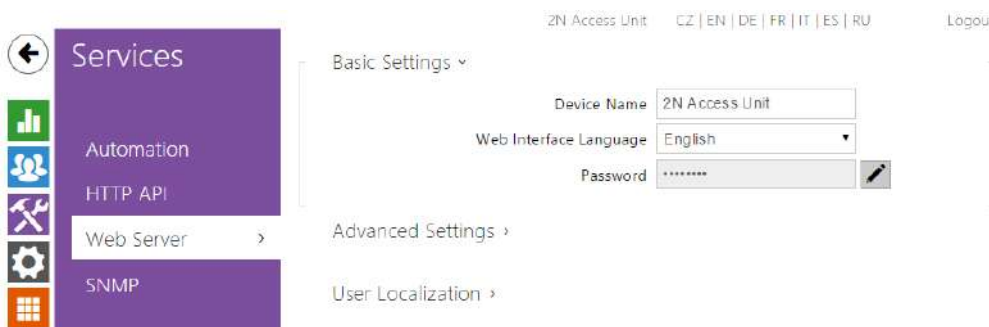 2N Access Unit CZ | EN | DE | FR | IT | ES | RU Logou
Services
Automation
HTTP API
Web Server
SNMP
Basic Settings
Device Name 2N Access Unit
Web Interface Language English
Password ········
Advanced Settings
User Localization